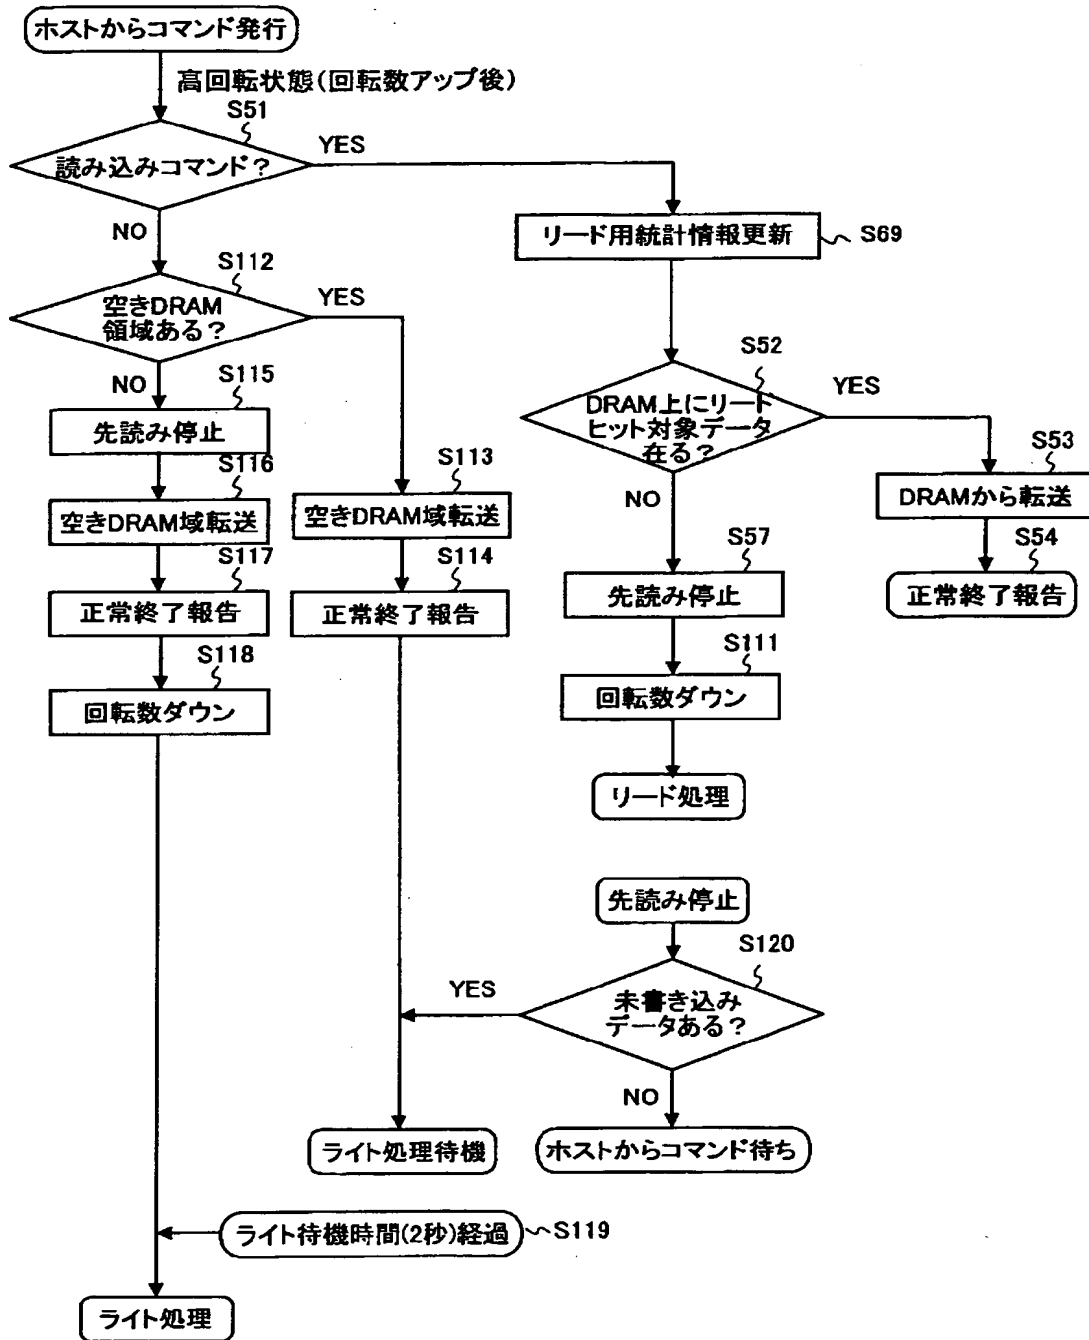 ホストからコマンド発行
高回転状態(回転数アップ後)
S51
読み込みコマンド?
YES
NO
リード用統計情報更新
S69
S112
空きDRAM
領域ある?
YES
NO
S115
先読み停止
S116
空きDRAM域転送
S117
正常終了報告
S118
回転数ダウン
S113
空きDRAM域転送
S114
正常終了報告
S52
DRAM上にリード
ヒット対象データ
在る?
YES
NO
S53
DRAMから転送
S54
正常終了報告
S57
先読み停止
S111
回転数ダウン
リード処理
先読み停止
S120
未書き込み
データある?
YES
NO
ライト処理待機
ホストからコマンド待ち
ライト待機時間(2秒)経過
S119
ライト処理